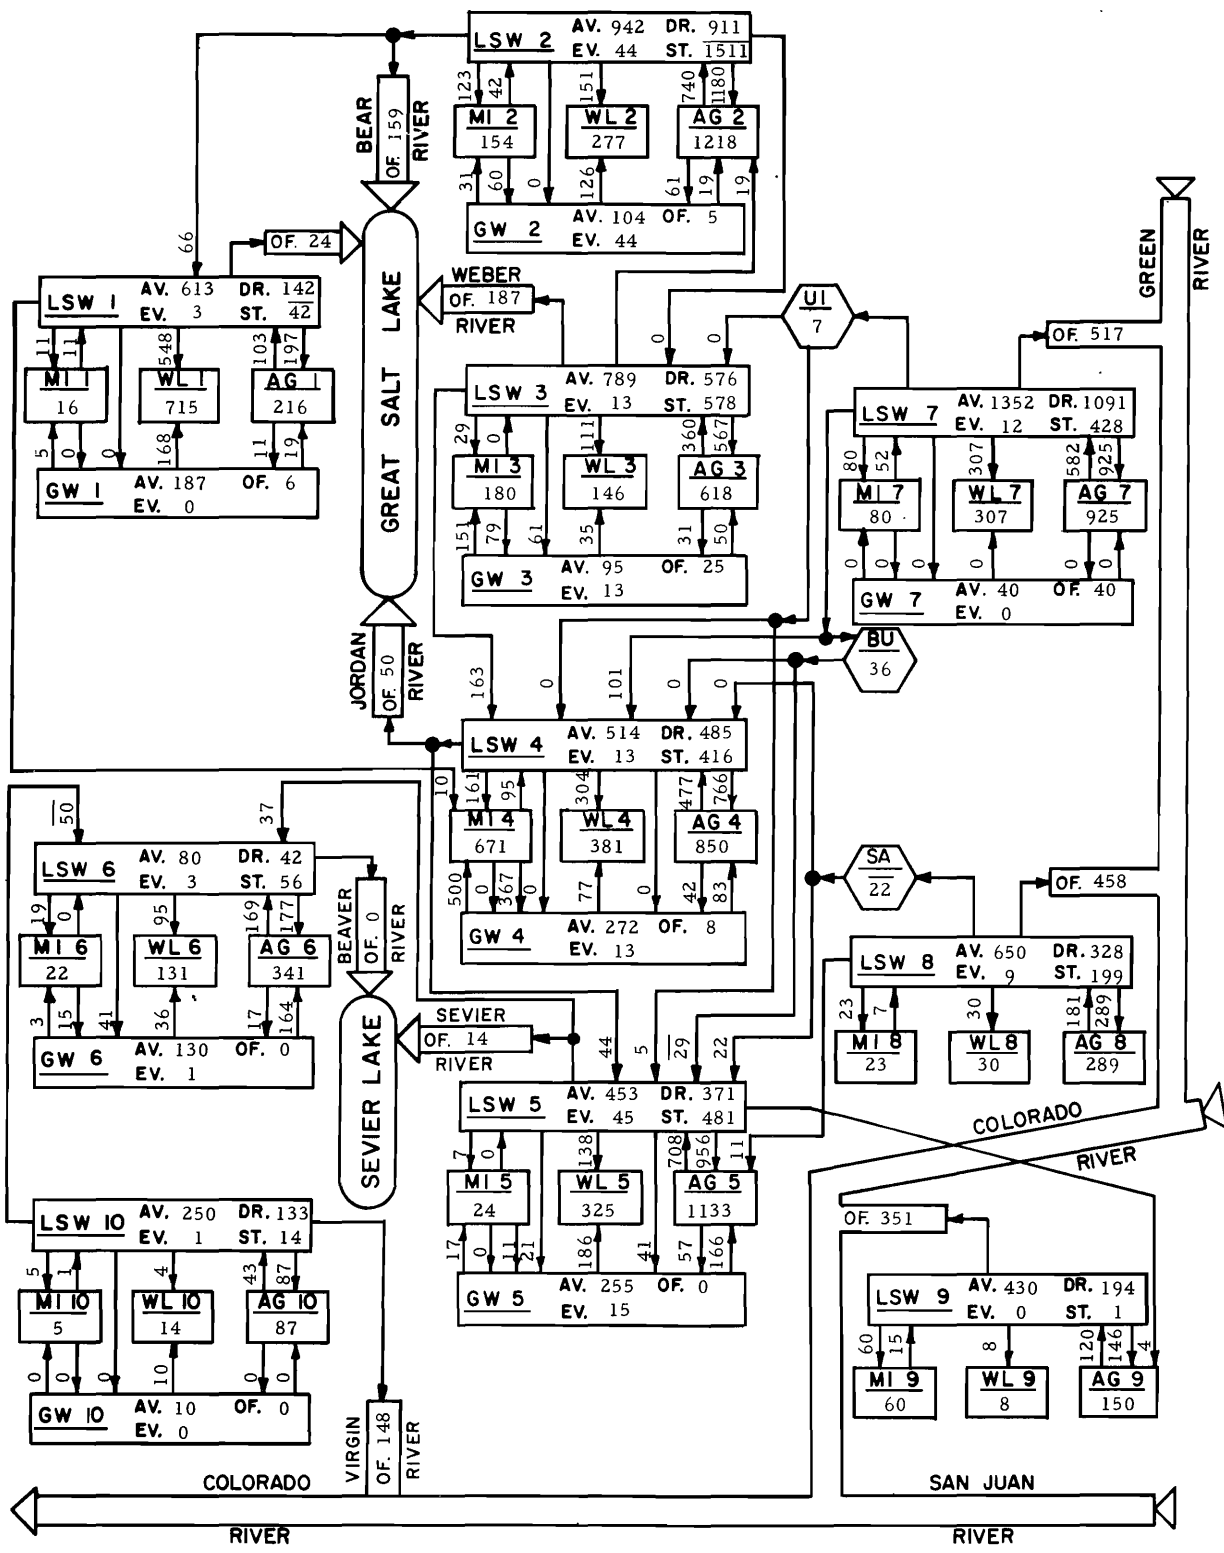 LSW 2 AV. 942 DR. 911
EV. 44 ST. 1511
123 42 151 740 1180
MI 2 WL 2 AG 2
154 277 1218
31 60 0 126 61 19 19
GW 2 AV. 104 OF. 5
EV. 44
BEAR
OF. 159
RIVER
66
OF. 24
LSW 1 AV. 613 DR. 142
EV. 3 ST. 42
11 11 548 103 197
MI 1 WL 1 AG 1
16 715 216
5 0 0 168 11 19
GW 1 AV. 187 OF. 6
EV. 0
GREAT SALT LAKE
WEBER
OF. 187
RIVER
0 0
UI
7
GREEN
RIVER
OF. 517
LSW 3 AV. 789 DR. 576
EV. 13 ST. 578
29 0 111 360 567
MI 3 WL 3 AG 3
180 146 618
151 79 61 35 31 50
GW 3 AV. 95 OF. 25
EV. 13
LSW 7 AV. 1352 DR. 1091
EV. 12 ST. 428
80 52 307 582 925
MI 7 WL 7 AG 7
80 307 925
0 0 0 0 0 0
GW 7 AV. 40 OF. 40
EV. 0
BU
36
JORDAN
OF. 50
RIVER
163 0 101 0 0
LSW 4 AV. 514 DR. 485
EV. 13 ST. 416
10 161 95 304 477 766
MI 4 WL 4 AG 4
671 381 850
500 0 367 0 77 0 42 83
GW 4 AV. 272 OF. 8
EV. 13
SA
22
OF. 458
50 37
LSW 6 AV. 80 DR. 42
EV. 3 ST. 56
19 0 95 169 177
MI 6 WL 6 AG 6
22 131 341
3 15 41 36 17 164
GW 6 AV. 130 OF. 0
EV. 1
BEAVER
OF. 0
RIVER
SEVIER LAKE
SEVIER
OF. 14
RIVER
LSW 8 AV. 650 DR. 328
EV. 9 ST. 199
23 7 30 181 289
MI 8 WL 8 AG 8
23 30 289
44 5 29 22
LSW 5 AV. 453 DR. 371
EV. 45 ST. 481
7 0 138 708 956 11
MI 5 WL 5 AG 5
24 325 1133
17 0 11 21 186 41 57 166
GW 5 AV. 255 OF. 0
EV. 15
COLORADO
RIVER
OF. 351
LSW 10 AV. 250 DR. 133
EV. 1 ST. 14
5 1 4 43 87
MI 10 WL 10 AG 10
5 14 87
0 0 0 10 0 0
GW 10 AV. 10 OF. 0
EV. 0
LSW 9 AV. 430 DR. 194
EV. 0 ST. 1
60 15 8 120 146 4
MI 9 WL 9 AG 9
60 8 150
VIRGIN
OF. 148
RIVER
COLORADO
RIVER
SAN JUAN
RIVER